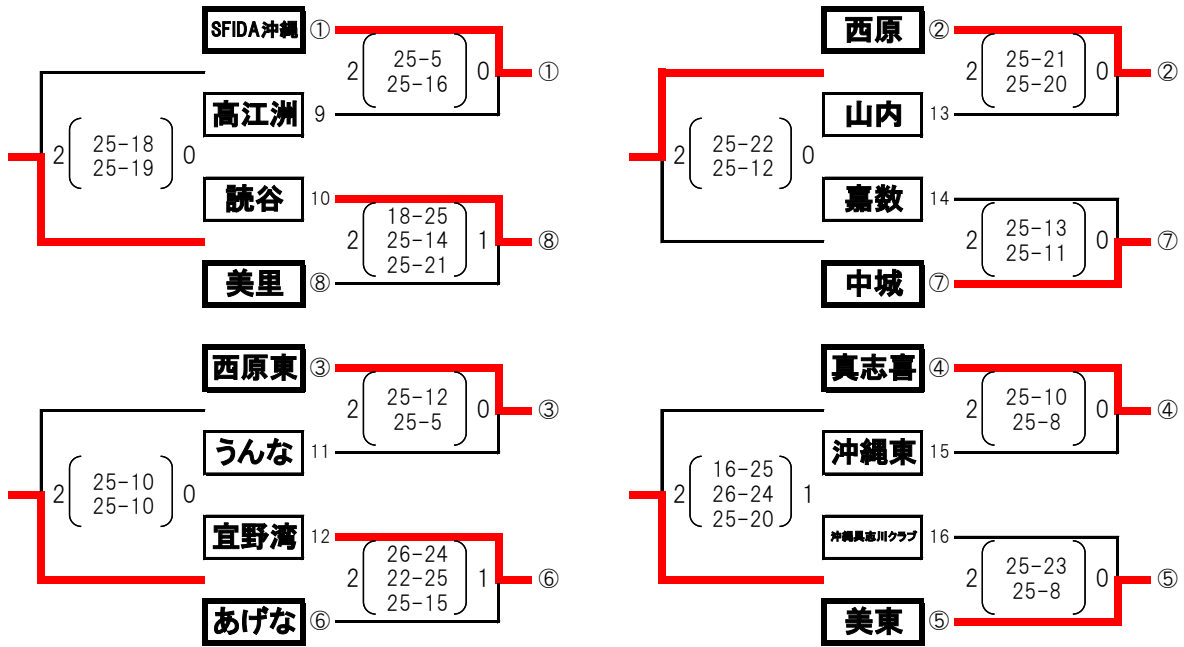 SFIDA沖縄 ①
2 25-5 0 ①
25-16
高江洲 9
2 25-18 0
25-19
読谷 10
18-25
2 25-14 1 ⑧
25-21
美里 ⑧
西原 ②
2 25-21 0 ②
25-20
山内 13
2 25-22 0
25-12
嘉数 14
2 25-13 0 ⑦
25-11
中城 ⑦
西原東 ③
2 25-12 0 ③
25-5
うんな 11
2 25-10 0
25-10
宜野湾 12
26-24
2 22-25 1 ⑥
25-15
あげな ⑥
真志喜 ④
2 25-10 0 ④
25-8
沖縄東 15
16-25
2 26-24 1
25-20
沖縄具志川クラブ 16
2 25-23 0 ⑤
25-8
美東 ⑤